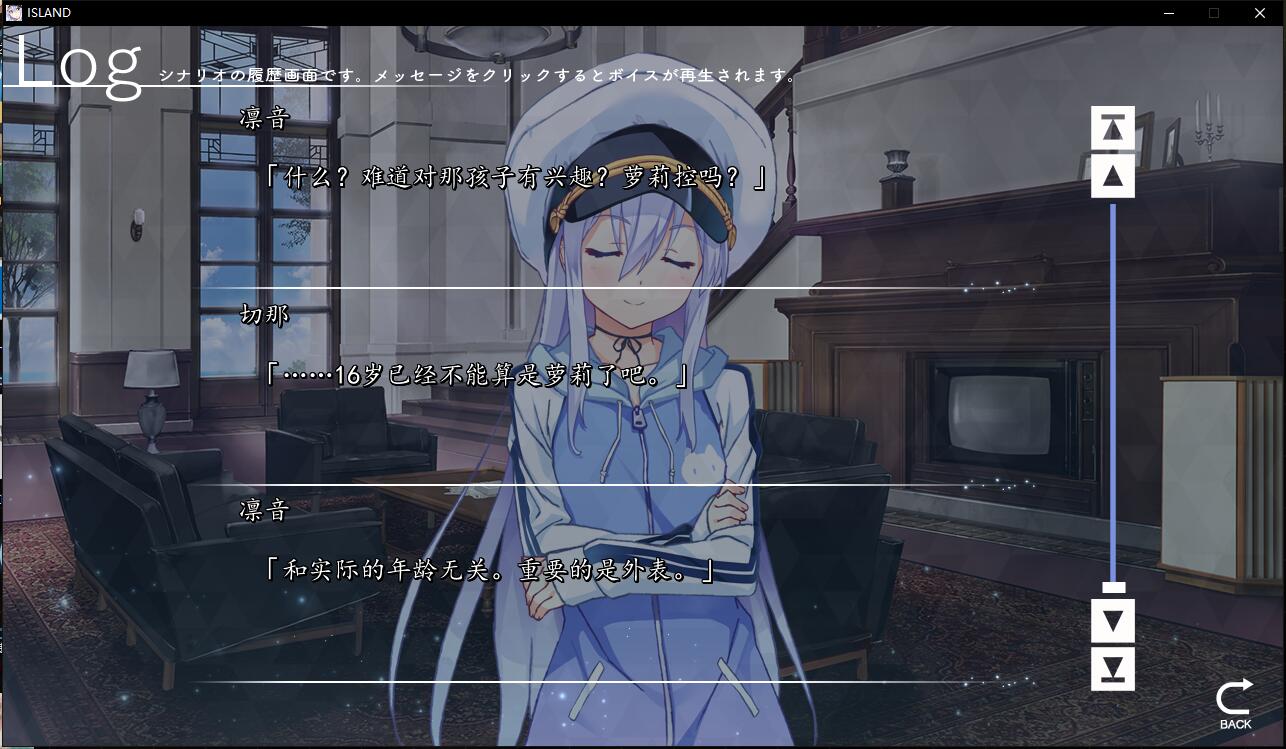 ISLAND
Log
シナリオの履歴画面です。メッセージをクリックするとボイスが再生されます。
凛音
「什么？难道对那孩子有兴趣？萝莉控吗？」
切那
「……16岁已经不能算是萝莉了吧。」
凛音
「和实际的年龄无关。重要的是外表。」
BACK